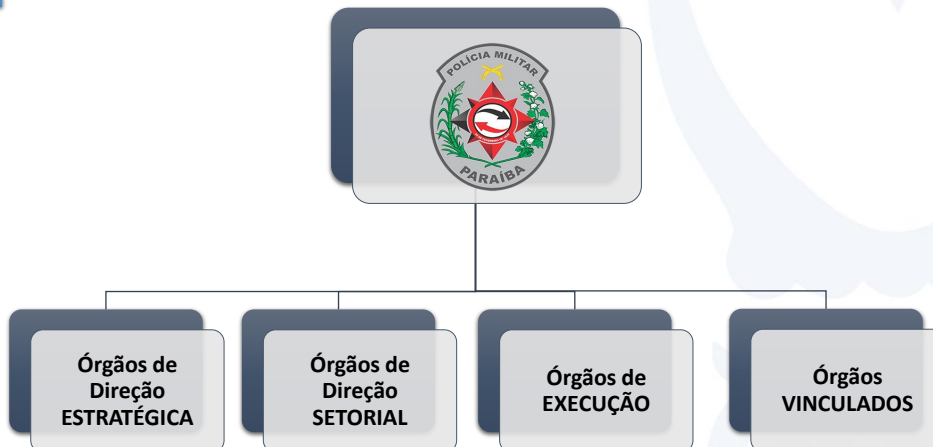 POLÍCIA MILITAR
PARAÍBA
Órgãos de
Direção
ESTRATÉGICA
Órgãos de
Direção
SETORIAL
Órgãos de
EXECUÇÃO
Órgãos
VINCULADOS